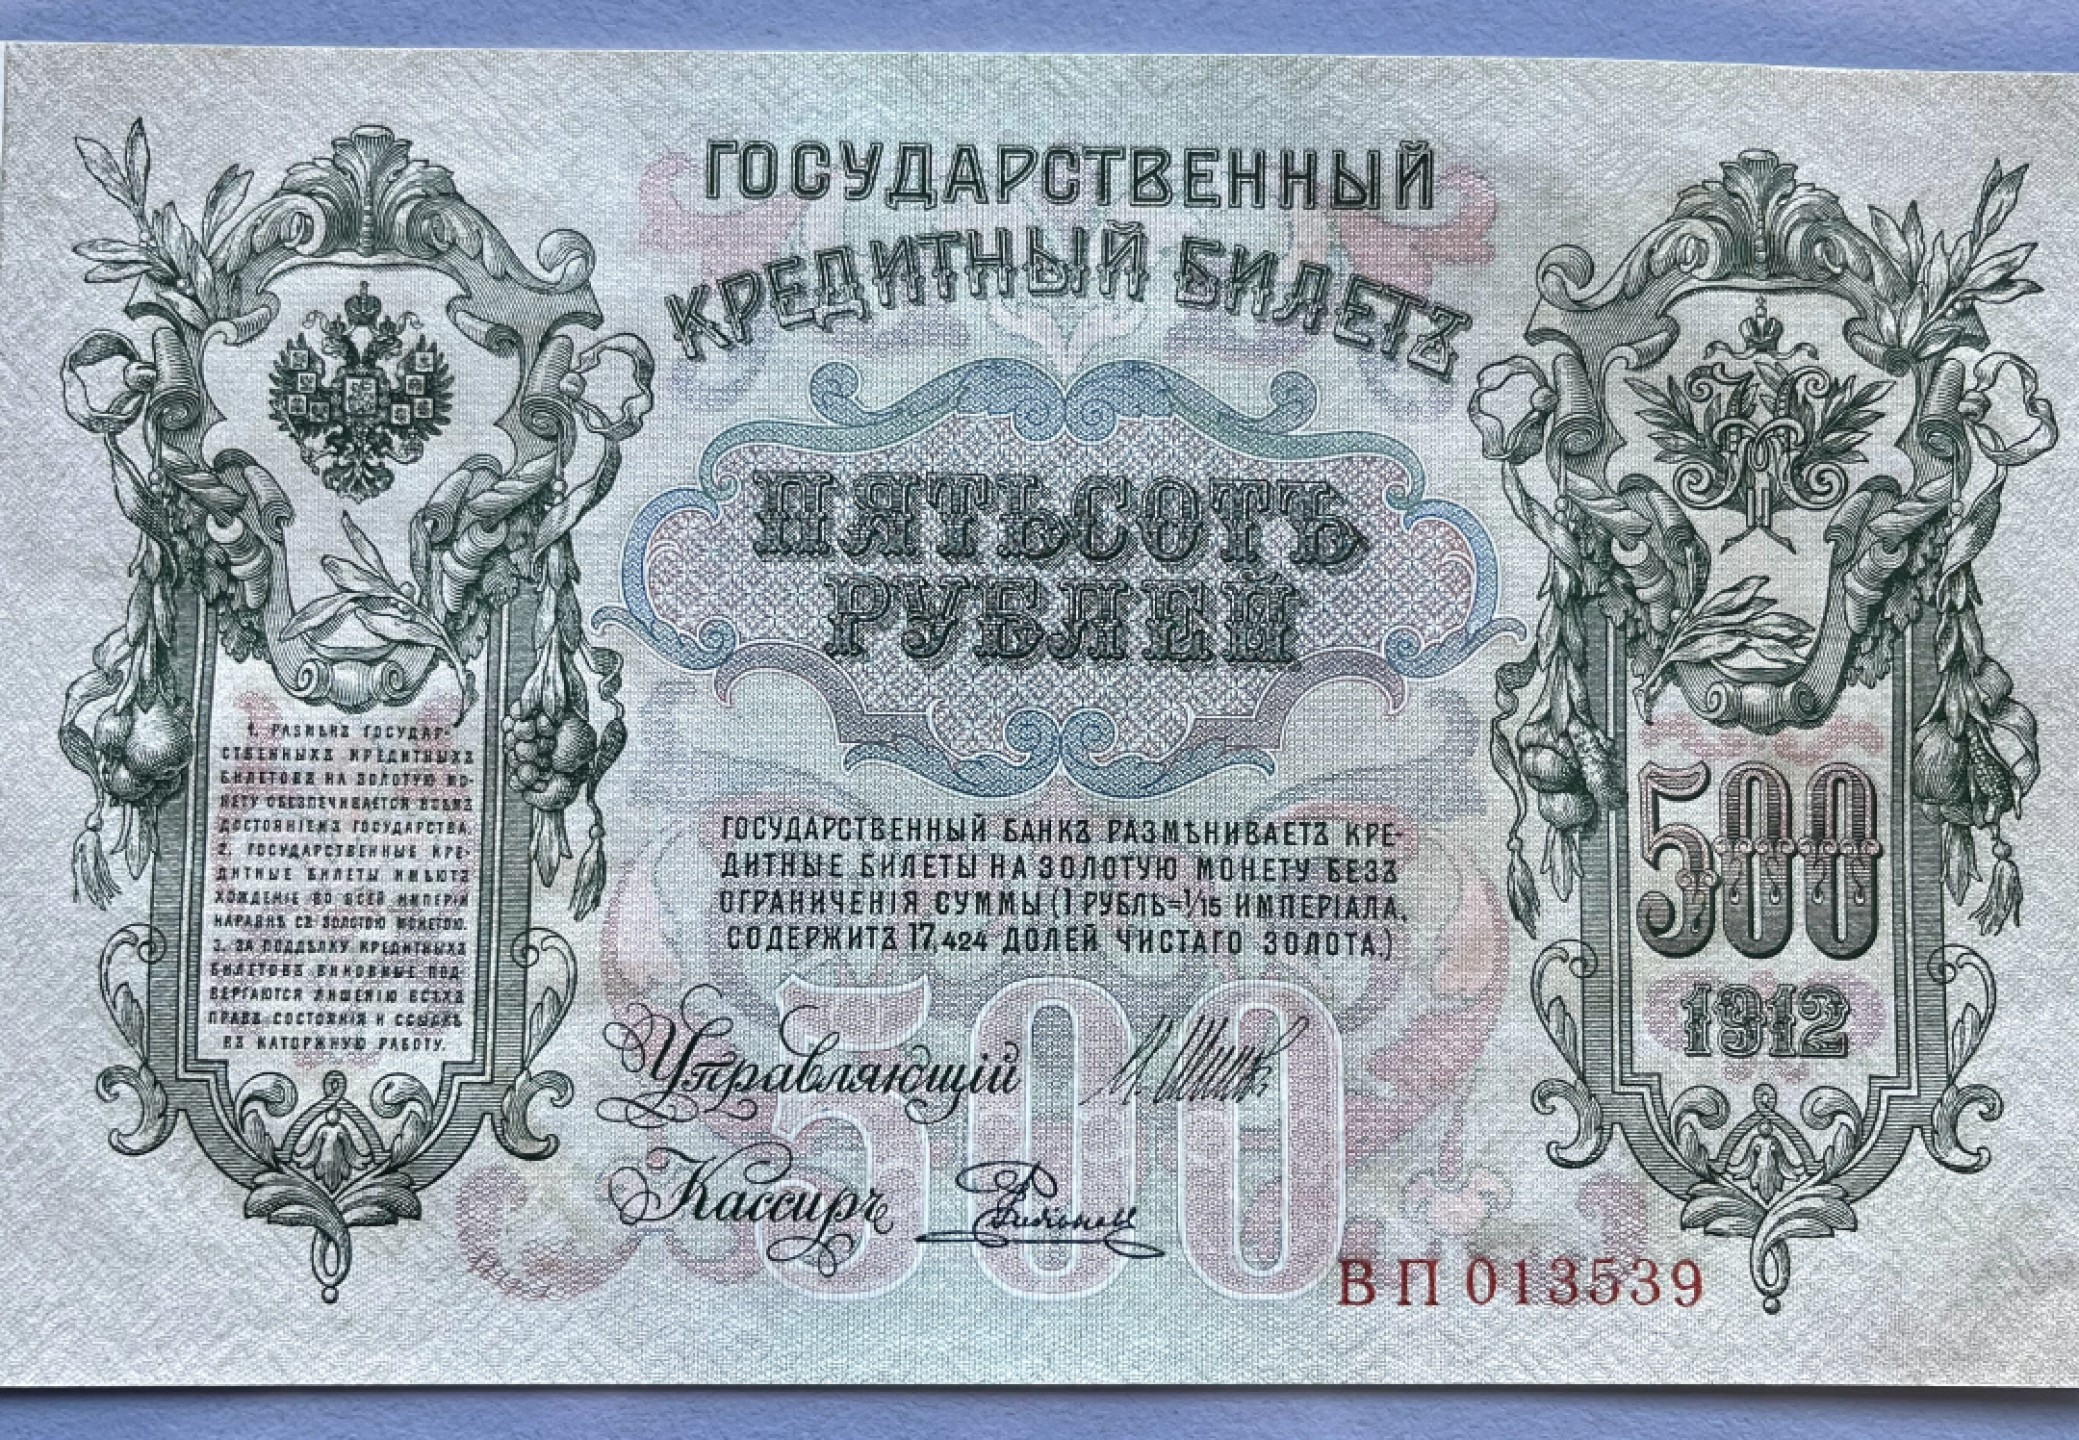 ГОСУДАРСТВЕННЫЙ
КРЕДИТНЫЙ БИЛЕТЪ
ПЯТЬСОТЪ
РУБЛЕЙ
1. РАЗМѢНЪ ГОСУДАР-
СТВЕННЫХЪ КРЕДИТНЫХЪ
БИЛЕТОВЪ НА ЗОЛОТУЮ МО-
НЕТУ ОБЕЗПЕЧИВАЕТСЯ ВСѢМЪ
ДОСТОЯНІЕМЪ ГОСУДАРСТВА.
2. ГОСУДАРСТВЕННЫЕ КРЕ-
ДИТНЫЕ БИЛЕТЫ ИМѢЮТЪ
ХОЖДЕНІЕ ВО ВСЕЙ ИМПЕРІИ
НАРАВНѢ СЪ ЗОЛОТОЮ МОНЕТОЮ.
3. ЗА ПОДДѢЛКУ КРЕДИТНЫХЪ
БИЛЕТОВЪ ВИНОВНЫЕ ПОД-
ВЕРГАЮТСЯ ЛИШЕНІЮ ВСѢХЪ
ПРАВЪ СОСТОЯНІЯ И ССЫЛКѢ
ВЪ КАТОРЖНУЮ РАБОТУ.
ГОСУДАРСТВЕННЫЙ БАНКЪ РАЗМѢНИВАЕТЪ КРЕ-
ДИТНЫЕ БИЛЕТЫ НА ЗОЛОТУЮ МОНЕТУ БЕЗЪ
ОГРАНИЧЕНІЯ СУММЫ (1 РУБЛЬ=1/15 ИМПЕРІАЛА,
СОДЕРЖИТЪ 17,424 ДОЛЕЙ ЧИСТАГО ЗОЛОТА.)
500
1912
500
Управляющій
Кассиръ
ВП 013539